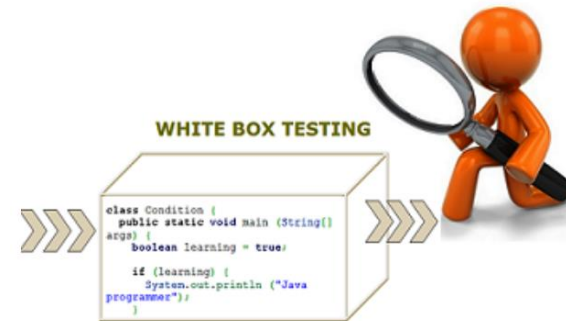 WHITE BOX TESTING
class Condition {
public static void main (String[]
args) {
boolean learning = true;
if (learning) {
System.out.println ("Java
programmer");
}